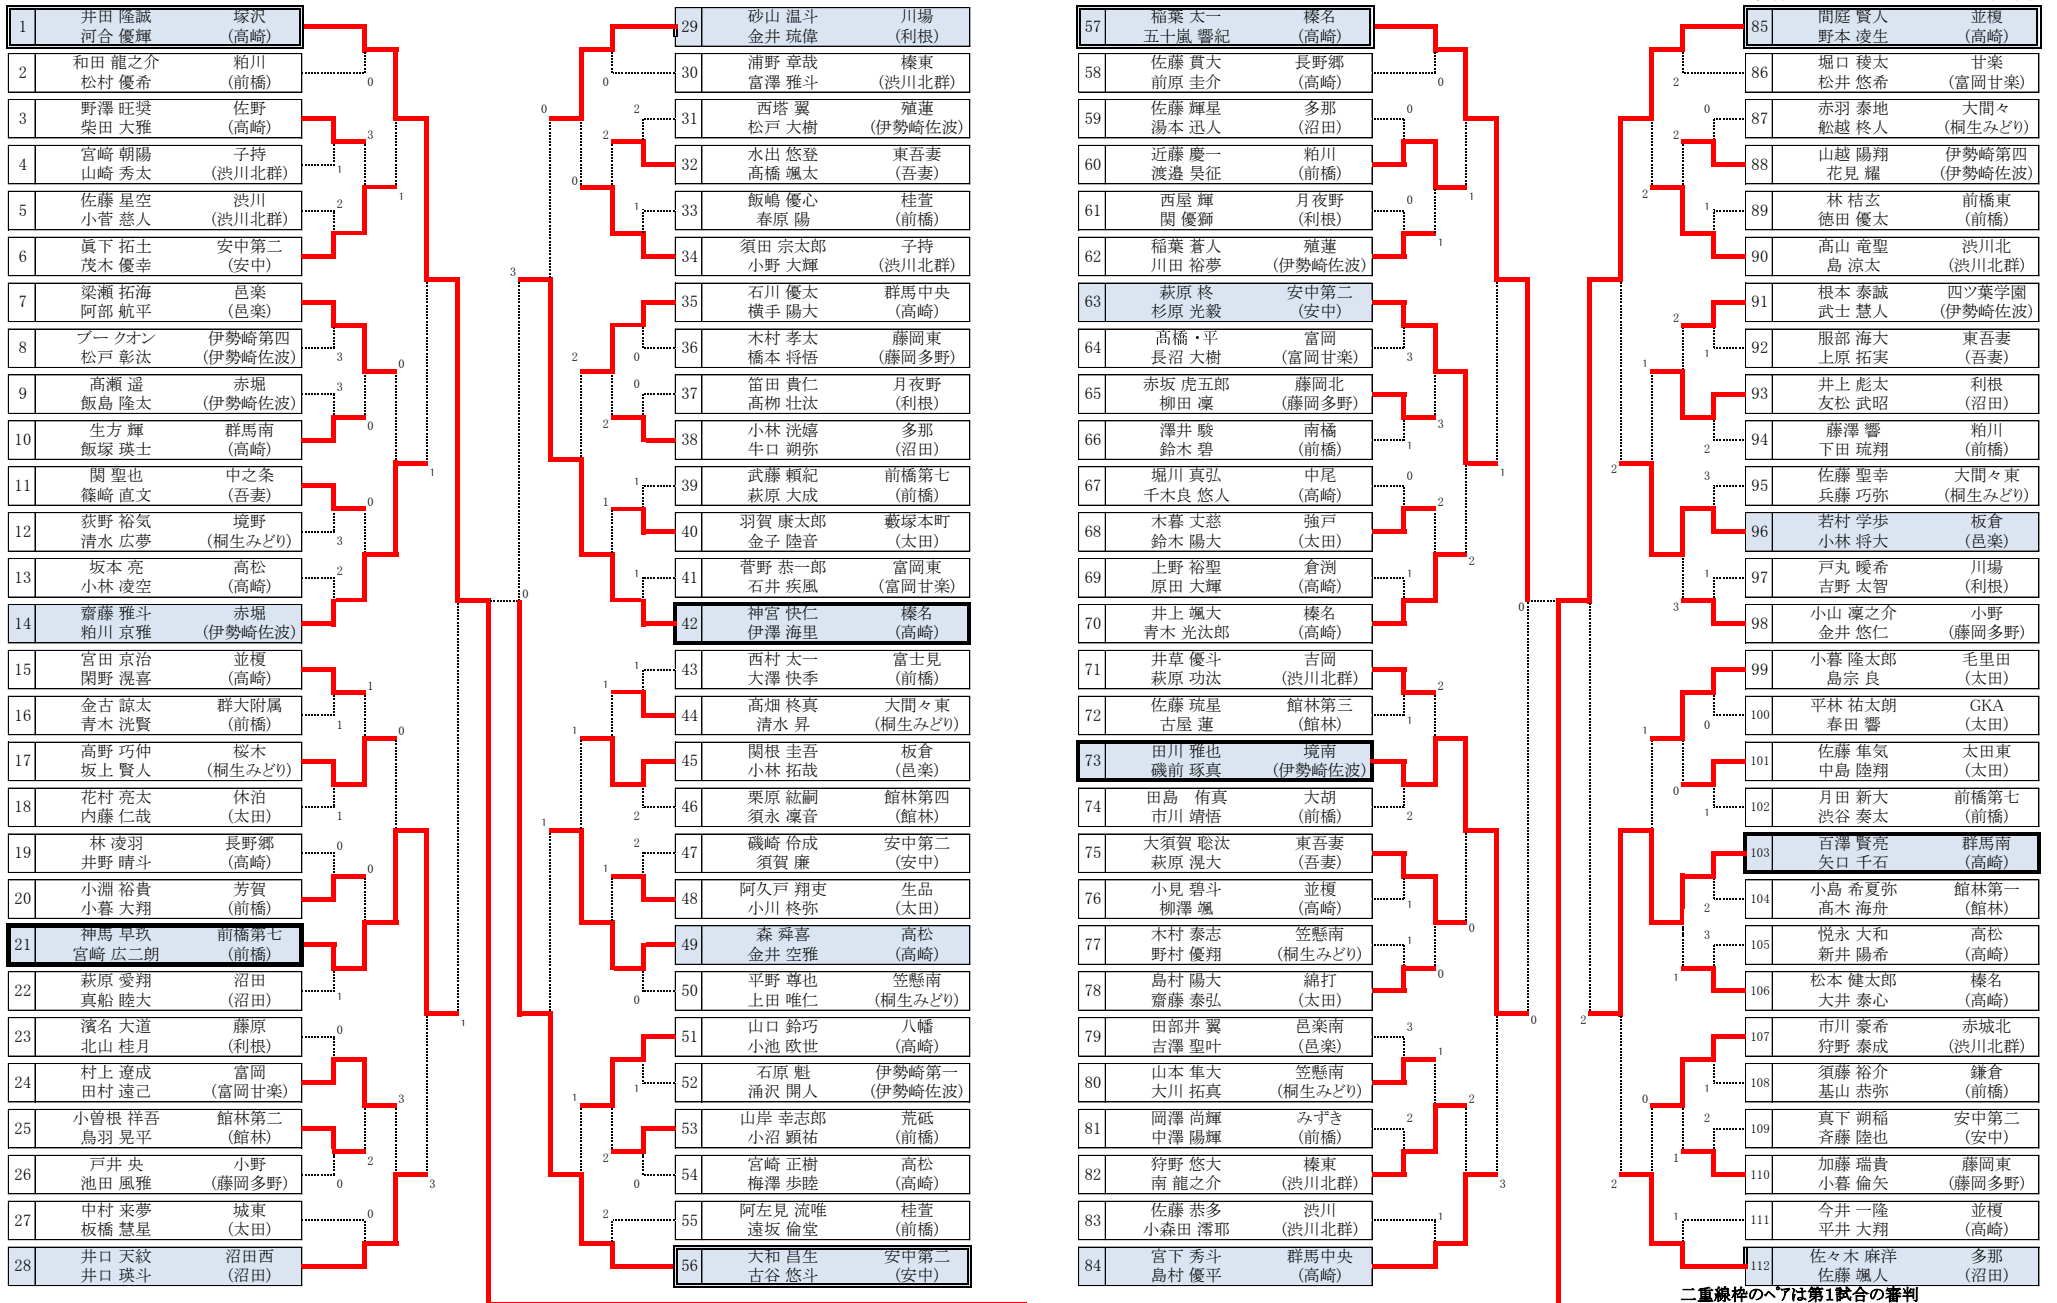 1 井田 隆誠 塚沢
河合 優輝 (高崎)
2 和田 龍之介 粕川
松村 優希 (前橋)
3 野澤 旺奨 佐野
柴田 大雅 (高崎)
4 宮﨑 朝陽 子持
山崎 秀太 (渋川北群)
5 佐藤 星空 渋川
小菅 慈人 (渋川北群)
6 眞下 拓土 安中第二
茂木 優幸 (安中)
7 梁瀬 拓海 邑楽
阿部 航平 (邑楽)
8 ブー クオン 伊勢崎第四
松戸 彰汰 (伊勢崎佐波)
9 髙瀬 遥 赤堀
飯島 隆太 (伊勢崎佐波)
10 生方 輝 群馬南
飯塚 瑛士 (高崎)
11 関 聖也 中之条
篠﨑 直文 (吾妻)
12 荻野 裕気 境野
清水 広夢 (桐生みどり)
13 坂本 亮 高松
小林 凌空 (高崎)
14 齋藤 雅斗 赤堀
粕川 京雅 (伊勢崎佐波)
15 宮田 京治 並榎
閑野 滉喜 (高崎)
16 金古 諒太 群大附属
青木 洸賢 (前橋)
17 高野 巧仲 桜木
坂上 賢人 (桐生みどり)
18 花村 亮太 休泊
内藤 仁哉 (太田)
19 林 凌羽 長野郷
井野 晴斗 (高崎)
20 小淵 裕貴 芳賀
小暮 大翔 (前橋)
21 神馬 早玖 前橋第七
宮﨑 広二朗 (前橋)
22 萩原 愛翔 沼田
真船 睦大 (沼田)
23 濱名 大道 藤原
北山 桂月 (利根)
24 村上 遼成 富岡
田村 遠己 (富岡甘楽)
25 小曽根 祥吾 館林第二
鳥羽 晃平 (館林)
26 戸井 央 小野
池田 風雅 (藤岡多野)
27 中村 来夢 城東
板橋 慧星 (太田)
28 井口 天紋 沼田西
井口 瑛斗 (沼田)
29 砂山 温斗 川場
金井 琉偉 (利根)
30 浦野 章哉 榛東
富澤 雅斗 (渋川北群)
31 西塔 翼 殖蓮
松戸 大樹 (伊勢崎佐波)
32 水出 悠登 東吾妻
髙橋 颯太 (吾妻)
33 飯嶋 優心 桂萱
春原 陽 (前橋)
34 須田 宗太郎 子持
小野 大輝 (渋川北群)
35 石川 優太 群馬中央
横手 陽大 (高崎)
36 木村 孝太 藤岡東
橋本 将悟 (藤岡多野)
37 笛田 貴仁 月夜野
髙栁 壮汰 (利根)
38 小林 洸嬉 多那
牛口 朔弥 (沼田)
39 武藤 頼紀 前橋第七
萩原 大成 (前橋)
40 羽賀 康太郎 藪塚本町
金子 陸音 (太田)
41 菅野 恭一郎 富岡東
石井 疾風 (富岡甘楽)
42 神宮 快仁 榛名
伊澤 海里 (高崎)
43 西村 太一 富士見
大澤 快季 (前橋)
44 髙畑 柊真 大間々東
清水 昇 (桐生みどり)
45 関根 圭吾 板倉
小林 拓哉 (邑楽)
46 栗原 紘嗣 館林第四
須永 凜音 (館林)
47 磯崎 伶成 安中第二
須賀 廉 (安中)
48 阿久戸 翔吏 生品
小川 柊弥 (太田)
49 森 舜喜 高松
金井 空雅 (高崎)
50 平野 尊也 笠懸南
上田 唯仁 (桐生みどり)
51 山口 鈴巧 八幡
小池 欧世 (高崎)
52 石原 魁 伊勢崎第一
涌沢 開人 (伊勢崎佐波)
53 山岸 幸志郎 荒砥
小沼 顕祐 (前橋)
54 宮崎 正樹 高松
梅澤 歩睦 (高崎)
55 阿左見 流唯 桂萱
遠坂 倫堂 (前橋)
56 大和 昌生 安中第二
古谷 悠斗 (安中)
57 稲葉 太一 榛名
五十嵐 響紀 (高崎)
58 佐藤 貫大 長野郷
前原 圭介 (高崎)
59 佐藤 輝星 多那
湯本 迅人 (沼田)
60 近藤 慶一 粕川
渡邉 昊征 (前橋)
61 西屋 輝 月夜野
関 優獅 (利根)
62 稲葉 蒼人 殖蓮
川田 裕夢 (伊勢崎佐波)
63 萩原 柊 安中第二
杉原 光毅 (安中)
64 髙橋・平 富岡
長沼 大樹 (富岡甘楽)
65 赤坂 虎五郎 藤岡北
柳田 凜 (藤岡多野)
66 澤井 駿 南橘
鈴木 碧 (前橋)
67 堀川 真弘 中尾
千木良 悠人 (高崎)
68 木暮 丈慈 強戸
鈴木 陽大 (太田)
69 上野 裕聖 倉渕
原田 大輝 (高崎)
70 井上 颯大 榛名
青木 光汰郎 (高崎)
71 井草 優斗 吉岡
萩原 功汰 (渋川北群)
72 佐藤 琉星 館林第三
古屋 蓮 (館林)
73 田川 雅也 境南
磯前 琢真 (伊勢崎佐波)
74 田島 侑真 大胡
市川 靖悟 (前橋)
75 大須賀 聡汰 東吾妻
萩原 滉大 (吾妻)
76 小見 碧斗 並榎
柳澤 颯 (高崎)
77 木村 泰志 笠懸南
野村 優翔 (桐生みどり)
78 島村 陽大 綿打
齋藤 泰弘 (太田)
79 田部井 翼 邑楽南
吉澤 聖叶 (邑楽)
80 山本 隼大 笠懸南
大川 拓真 (桐生みどり)
81 岡澤 尚輝 みずき
中澤 陽輝 (前橋)
82 狩野 悠大 榛東
南 龍之介 (渋川北群)
83 佐藤 恭多 渋川
小森田 澪耶 (渋川北群)
84 宮下 秀斗 群馬中央
島村 優平 (高崎)
85 間庭 賢人 並榎
野本 凌生 (高崎)
86 堀口 稜太 甘楽
松井 悠希 (富岡甘楽)
87 赤羽 泰地 大間々
舩越 柊人 (桐生みどり)
88 山越 陽翔 伊勢崎第四
花見 耀 (伊勢崎佐波)
89 林 桔玄 前橋東
徳田 優太 (前橋)
90 髙山 竜聖 渋川北
島 涼太 (渋川北群)
91 根本 泰誠 四ツ葉学園
武士 慧人 (伊勢崎佐波)
92 服部 海大 東吾妻
上原 拓実 (吾妻)
93 井上 彪太 利根
友松 武昭 (沼田)
94 藤澤 響 粕川
下田 琉翔 (前橋)
95 佐藤 聖幸 大間々東
兵藤 巧弥 (桐生みどり)
96 若村 学歩 板倉
小林 将大 (邑楽)
97 戸丸 曖希 川場
吉野 太智 (利根)
98 小山 凜之介 小野
金井 悠仁 (藤岡多野)
99 小暮 隆太郎 毛里田
島宗 良 (太田)
100 平林 祐太朗 GKA
春田 響 (太田)
101 佐藤 隼気 太田東
中島 陸翔 (太田)
102 月田 新大 前橋第七
渋谷 奏太 (前橋)
103 百澤 賢亮 群馬南
矢口 千石 (高崎)
104 小島 希夏弥 館林第一
髙木 海舟 (館林)
105 悦永 大和 高松
新井 陽希 (高崎)
106 松本 健太郎 榛名
大井 泰心 (高崎)
107 市川 豪希 赤城北
狩野 泰成 (渋川北群)
108 須藤 裕介 鎌倉
基山 恭弥 (前橋)
109 真下 朔稲 安中第二
斉藤 陸也 (安中)
110 加藤 瑞貴 藤岡東
小暮 倫矢 (藤岡多野)
111 今井 一隆 並榎
平井 大翔 (高崎)
112 佐々木 麻洋 多那
佐藤 颯人 (沼田)
二重線枠のペアは第1試合の審判